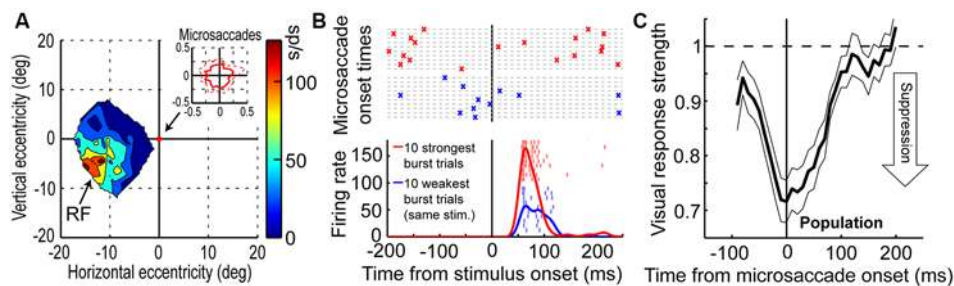 A
Vertical eccentricity (deg)
20
10
0
-10
-20
-20
-10
0
10
20
Horizontal eccentricity (deg)
RF
Microsaccades
0.5
0
-0.5
-0.5
0
0.5
s/ds
100
50
0
B
Microsaccade
onset times
Firing rate
150
100
50
0
10 strongest
burst trials
10 weakest
burst trials
(same stim.)
-200
-100
0
100
200
Time from stimulus onset (ms)
C
Visual response strength
1
0.9
0.8
0.7
Suppression
Population
-100
0
100
200
Time from microsaccade onset (ms)